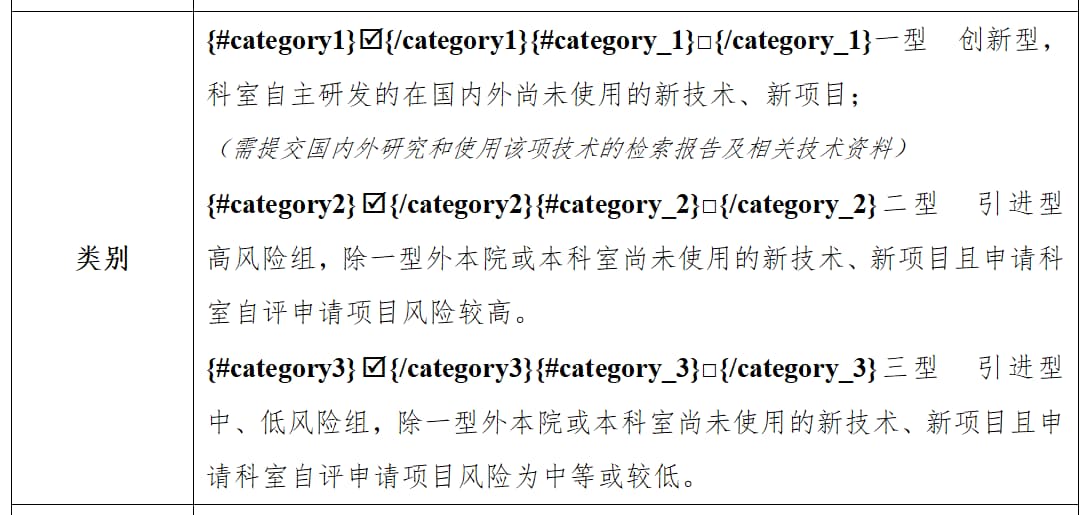 {#category1}☑{/category1}{#category_1}□{/category_1}一型　创新型，
科室自主研发的在国内外尚未使用的新技术、新项目；
（需提交国内外研究和使用该项技术的检索报告及相关技术资料）
{#category2}☑{/category2}{#category_2}□{/category_2}二型　引进型
类别
高风险组，除一型外本院或本科室尚未使用的新技术、新项目且申请科
室自评申请项目风险较高。
{#category3}☑{/category3}{#category_3}□{/category_3}三型　引进型
中、低风险组，除一型外本院或本科室尚未使用的新技术、新项目且申
请科室自评申请项目风险为中等或较低。